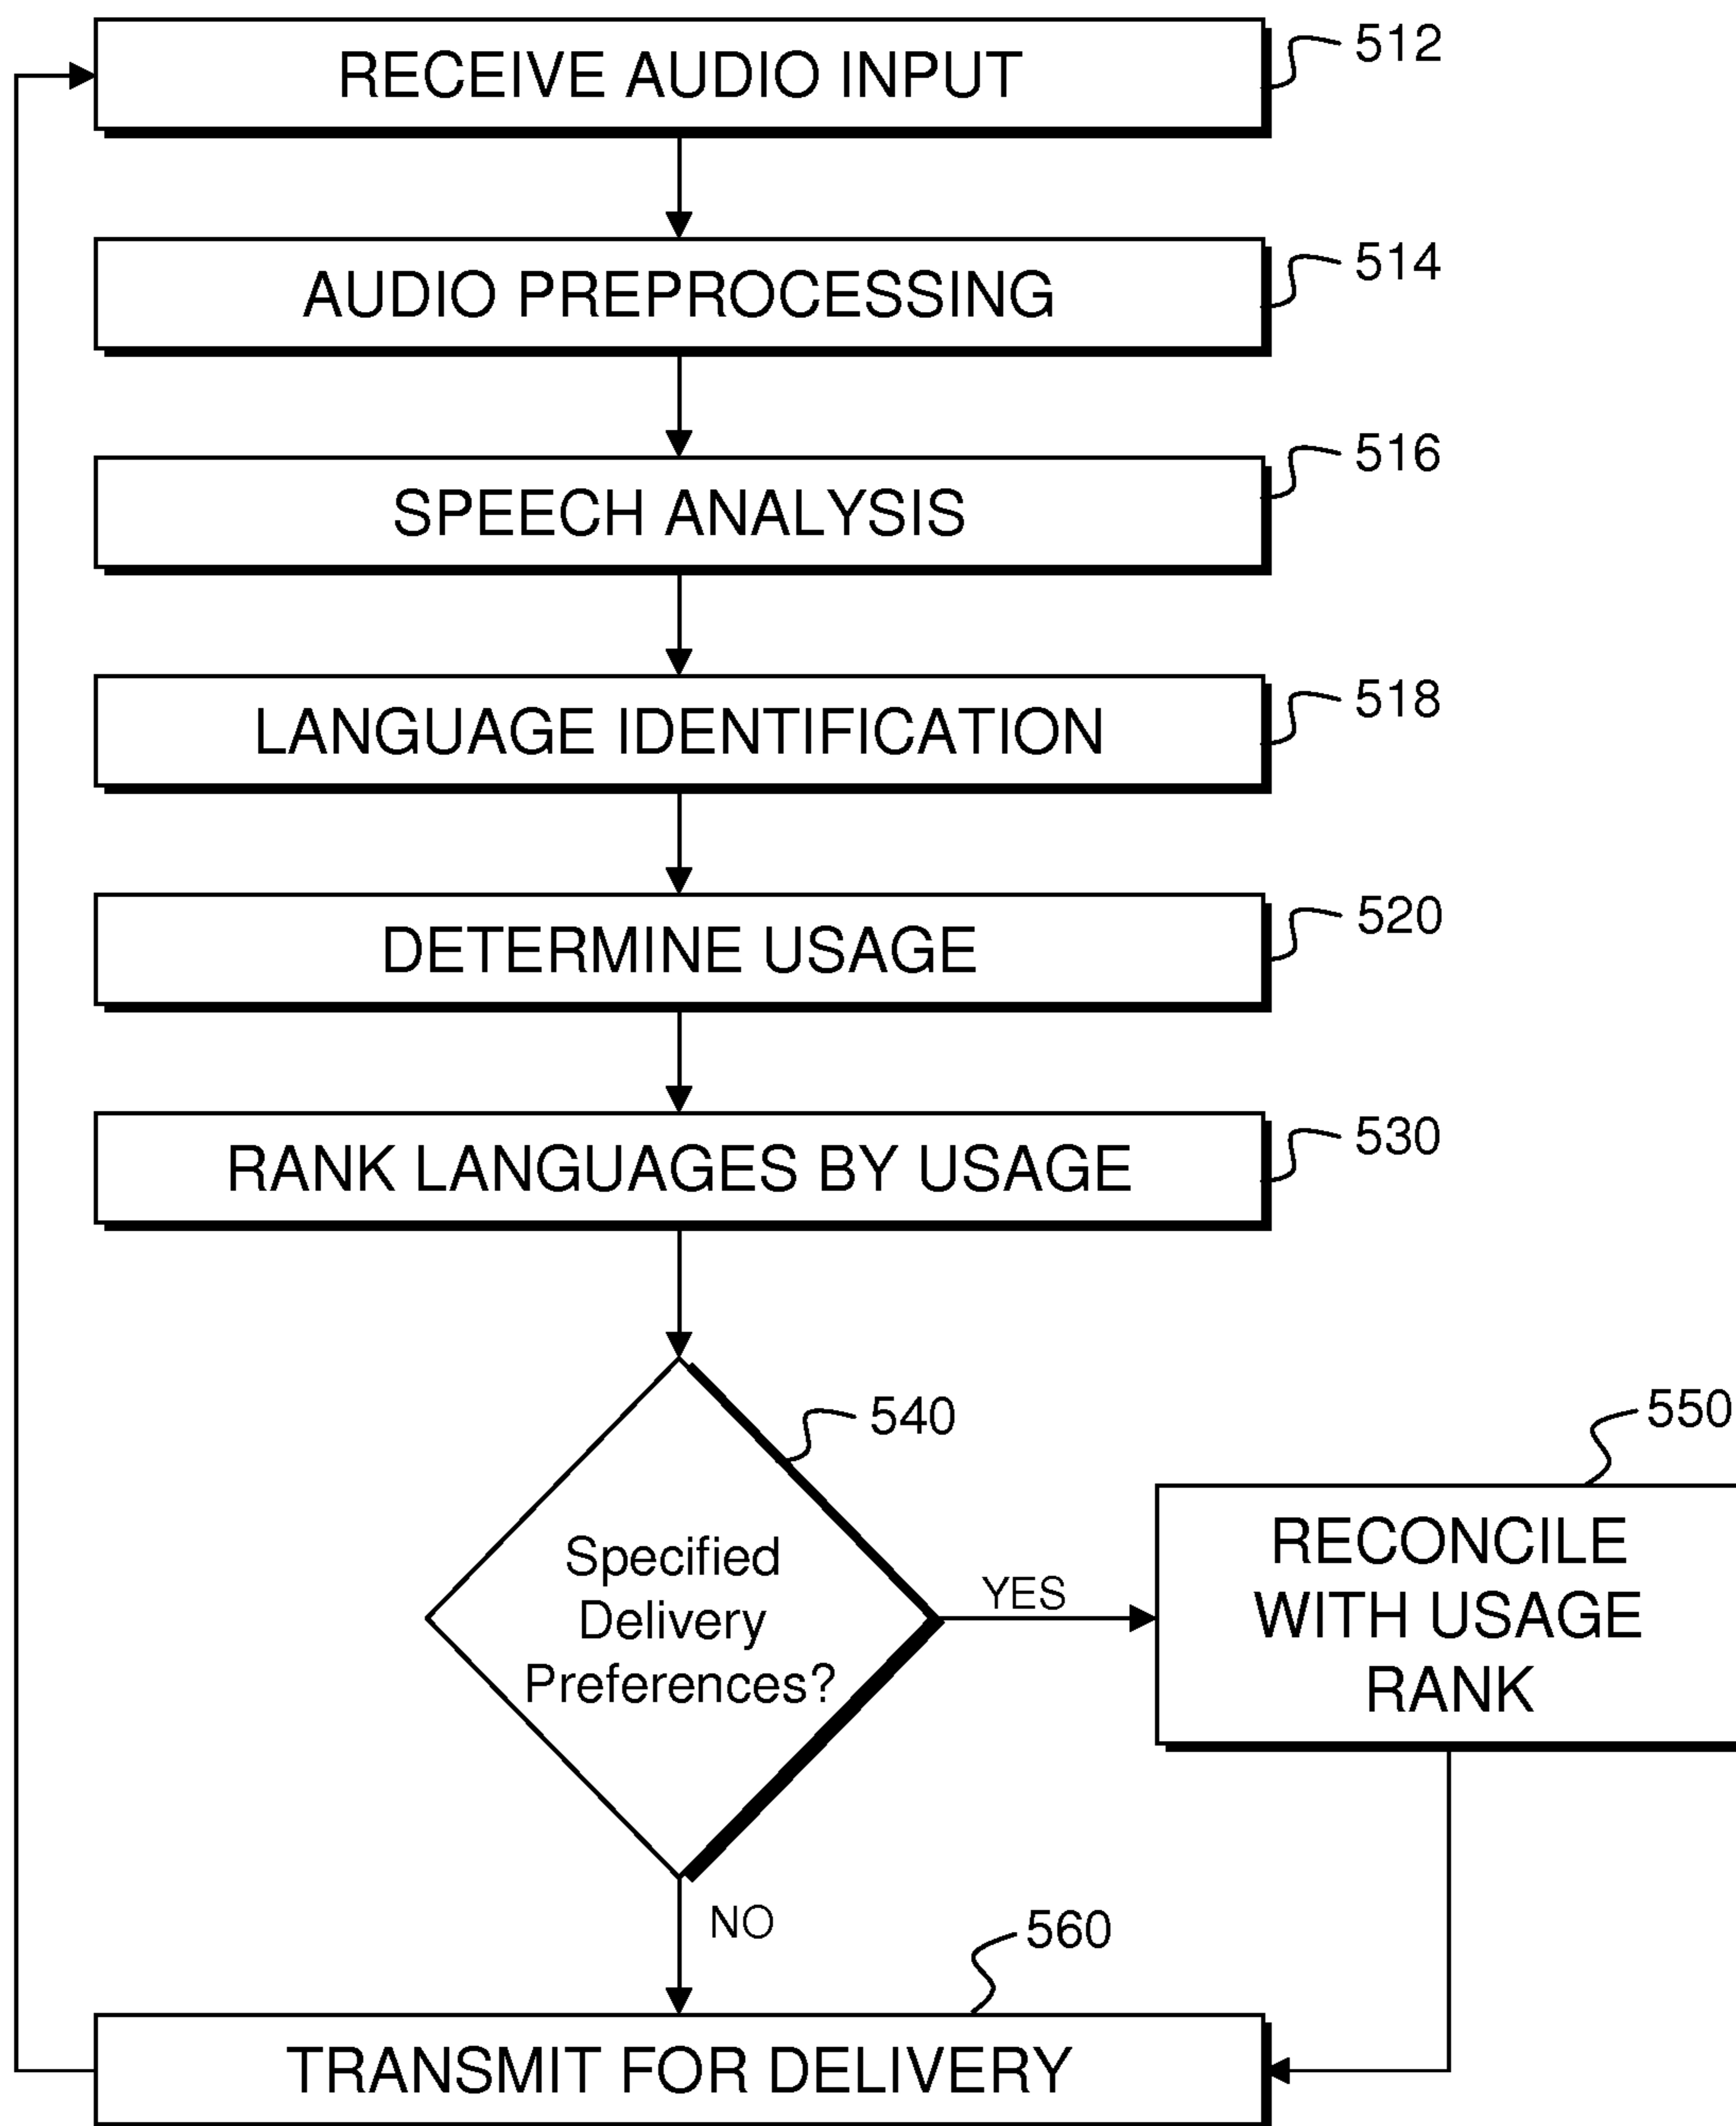 RECEIVE AUDIO INPUT
512
AUDIO PREPROCESSING
514
SPEECH ANALYSIS
516
LANGUAGE IDENTIFICATION
518
DETERMINE USAGE
520
RANK LANGUAGES BY USAGE
530
540
Specified
Delivery
Preferences?
YES
550
RECONCILE
WITH USAGE
RANK
NO
560
TRANSMIT FOR DELIVERY